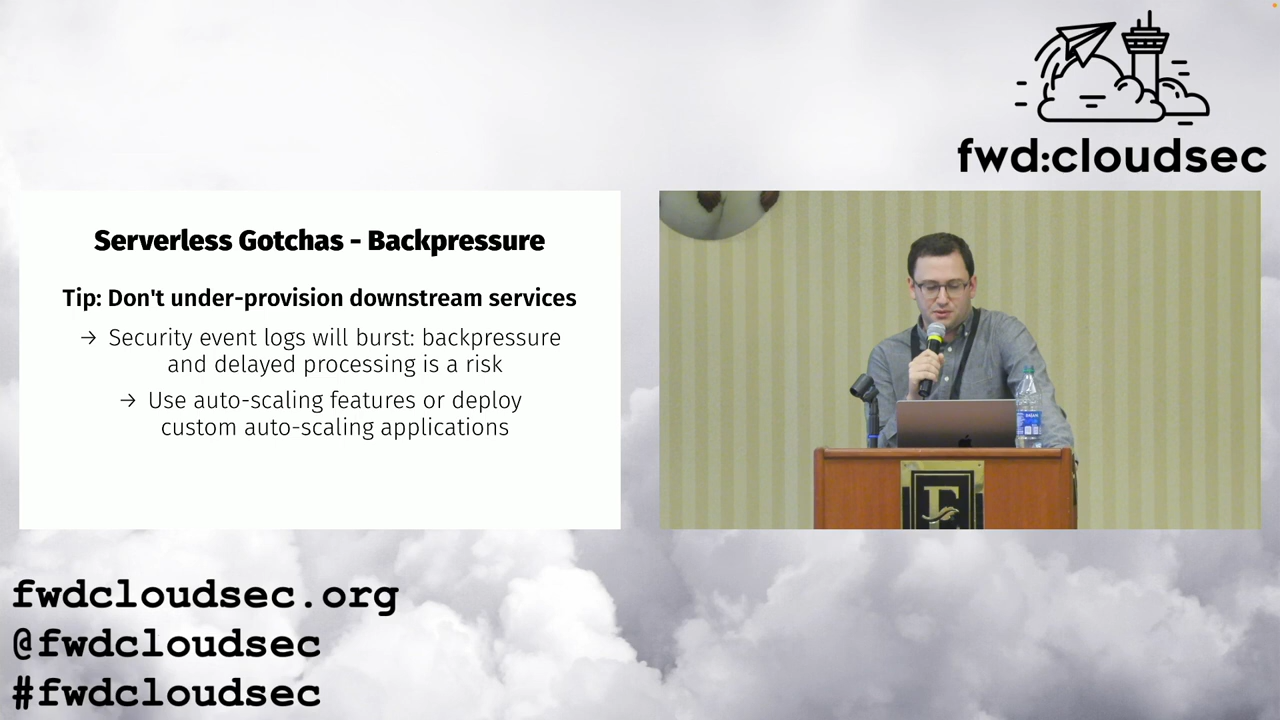 fwd:cloudsec
Serverless Gotchas - Backpressure
Tip: Don't under-provision downstream services
→ Security event logs will burst: backpressure
and delayed processing is a risk
→ Use auto-scaling features or deploy
custom auto-scaling applications
E
fwdcloudsec.org
@fwdcloudsec
#fwdcloudsec